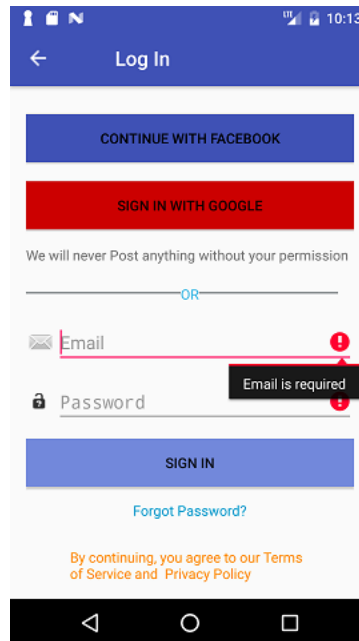 LTE 10:13
Log In
CONTINUE WITH FACEBOOK
SIGN IN WITH GOOGLE
We will never Post anything without your permission
OR
Email
Email is required
Password
SIGN IN
Forgot Password?
By continuing, you agree to our Terms
of Service and Privacy Policy